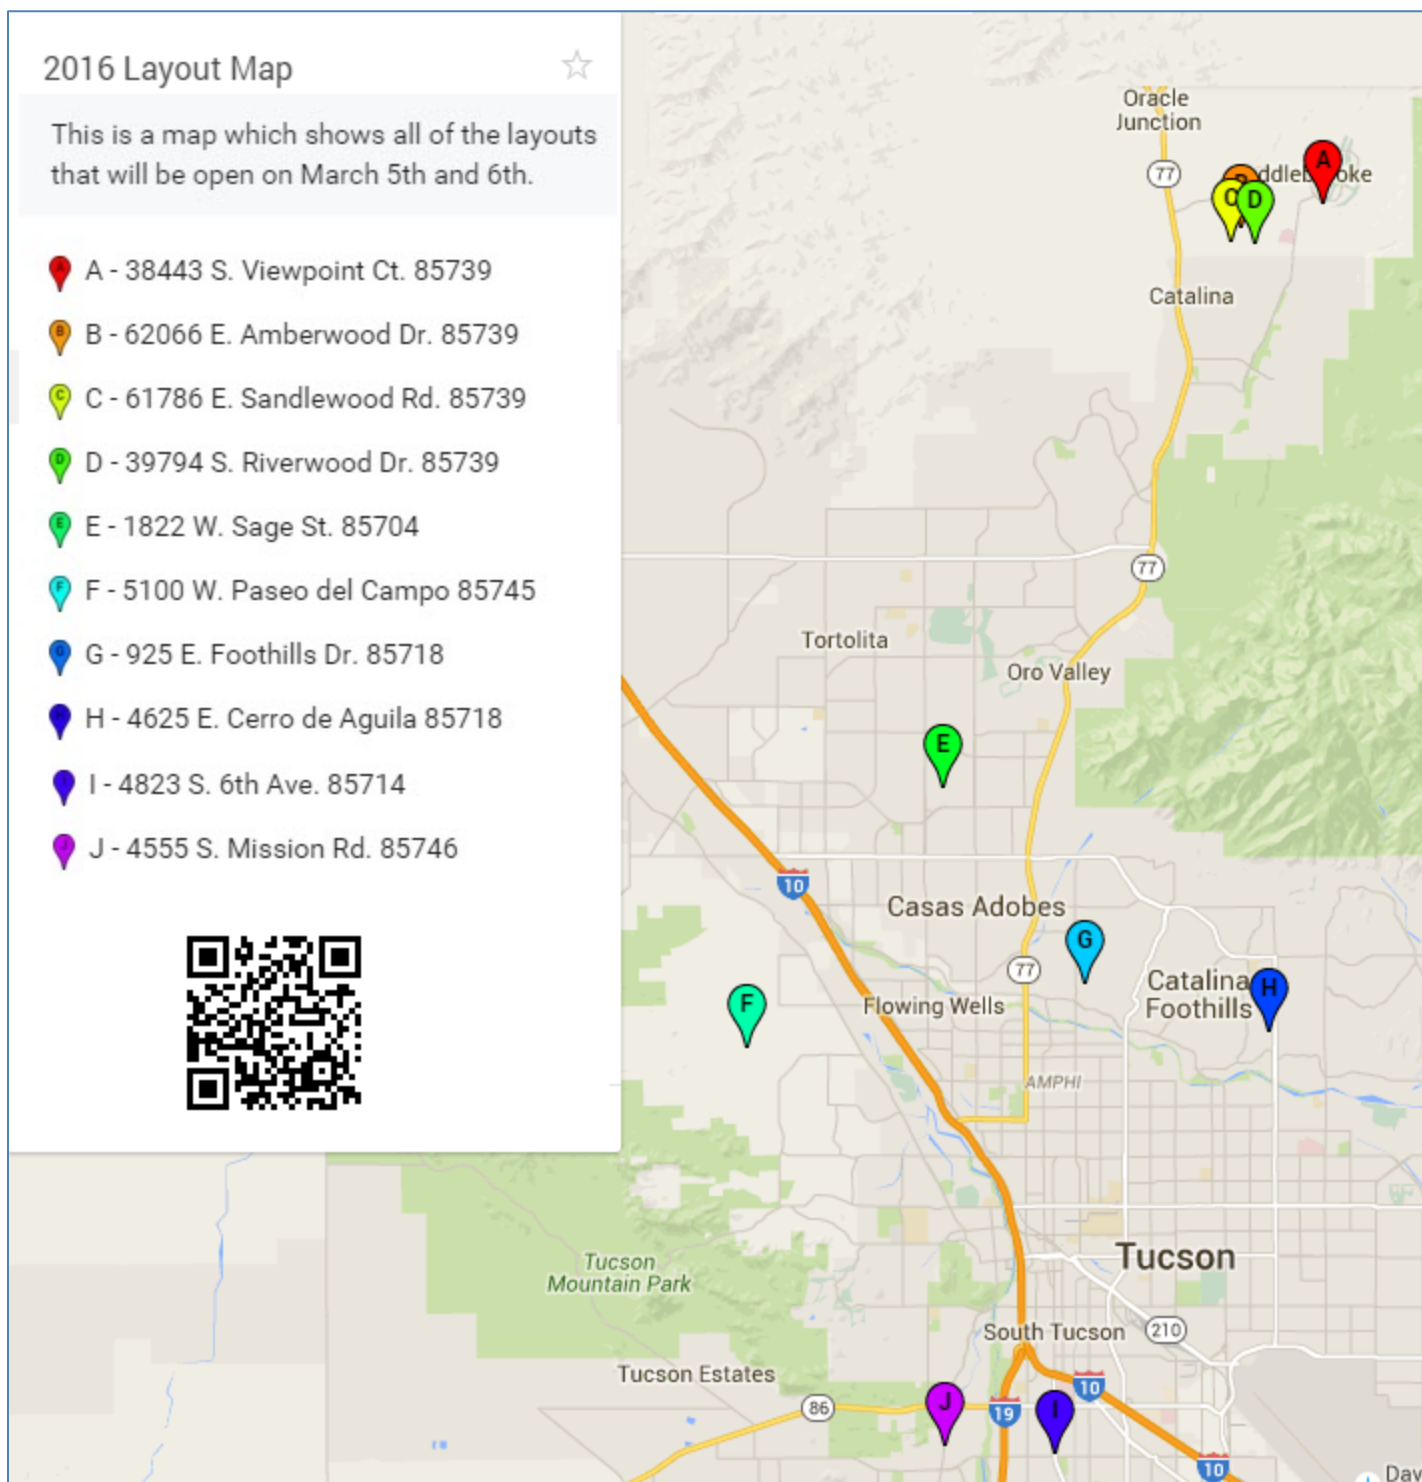 2016 Layout Map
This is a map which shows all of the layouts
that will be open on March 5th and 6th.
A A - 38443 S. Viewpoint Ct. 85739
B B - 62066 E. Amberwood Dr. 85739
C C - 61786 E. Sandlewood Rd. 85739
D D - 39794 S. Riverwood Dr. 85739
E E - 1822 W. Sage St. 85704
F F - 5100 W. Paseo del Campo 85745
G G - 925 E. Foothills Dr. 85718
H H - 4625 E. Cerro de Aguila 85718
I I - 4823 S. 6th Ave. 85714
J J - 4555 S. Mission Rd. 85746
Oracle
Junction
77
A
B
C
D
Catalina
77
Tortolita
Oro Valley
E
10
Casas Adobes
G
77
Catalina
Foothills
H
F
Flowing Wells
AMPHI
Tucson
Tucson
Mountain Park
South Tucson
210
Tucson Estates
86
J
19
I
10
10